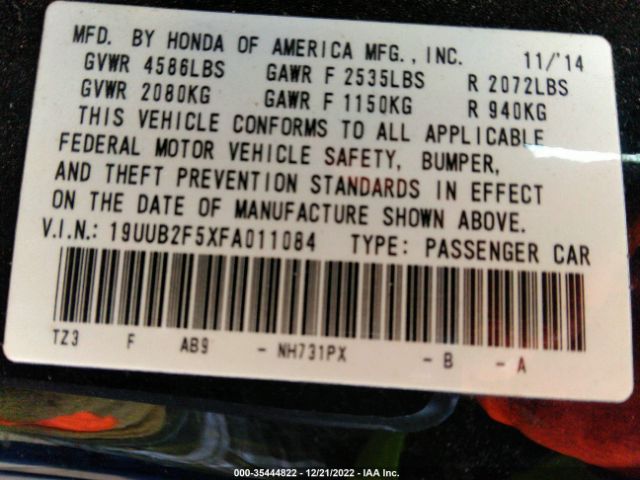 MFD. BY HONDA OF AMERICA MFG., INC. 11/'14
GVWR 4586LBS GAWR F 2535LBS R 2072LBS
GVWR 2080KG GAWR F 1150KG R 940KG
THIS VEHICLE CONFORMS TO ALL APPLICABLE
FEDERAL MOTOR VEHICLE SAFETY, BUMPER,
AND THEFT PREVENTION STANDARDS IN EFFECT
ON THE DATE OF MANUFACTURE SHOWN ABOVE.
V.I.N.: 19UUB2F5XFA011084 TYPE: PASSENGER CAR
TZ3 F AB9 - NH731PX - B - A
000-35444822 - 12/21/2022 - IAA Inc.